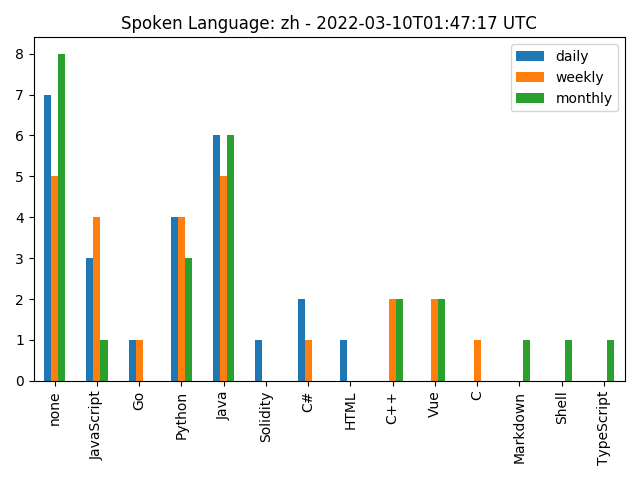 Spoken Language: zh - 2022-03-10T01:47:17 UTC
daily
weekly
monthly
8
7
6
5
4
3
2
1
0
none
JavaScript
Go
Python
Java
Solidity
C#
HTML
C++
Vue
C
Markdown
Shell
TypeScript